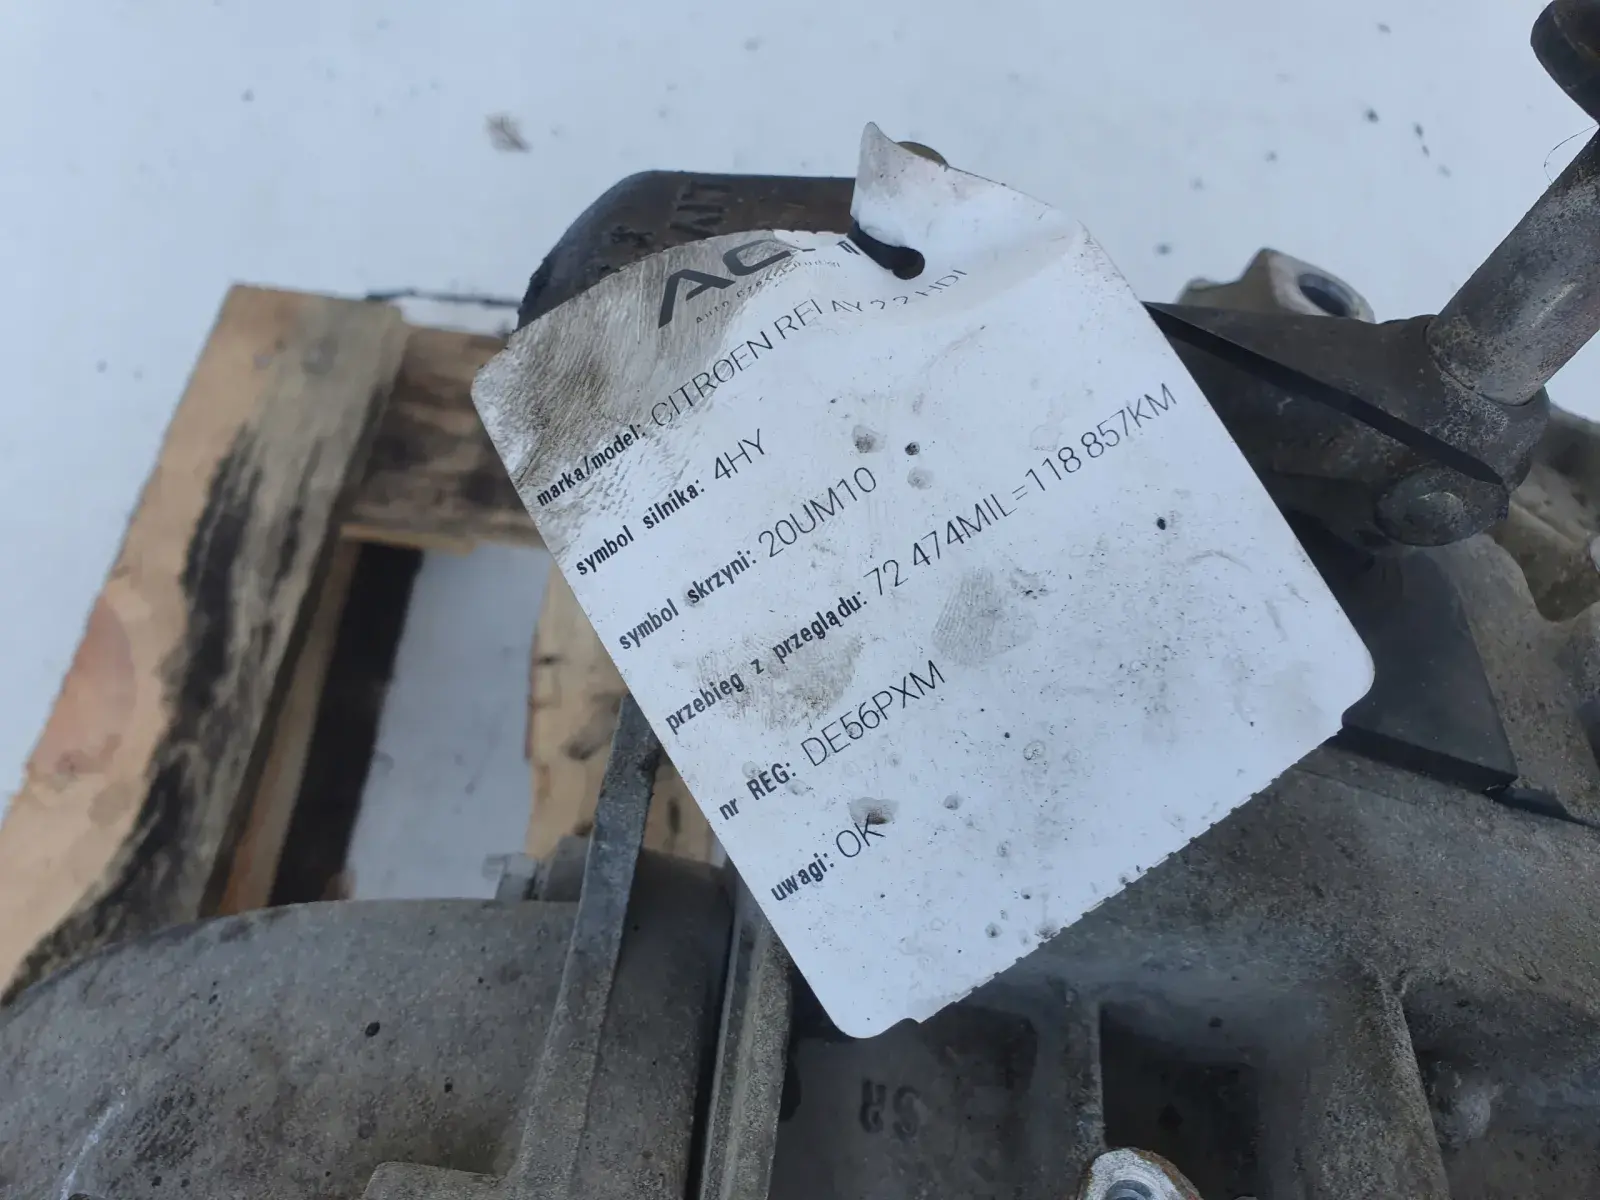 marka/model: CITROEN RELAY 2.2 HDI
symbol silnika: 4HY
symbol skrzyni: 20UM10
przebieg z przeglądu: 72 474MIL=118 857KM
nr REG: DE56PXM
uwagi: OK